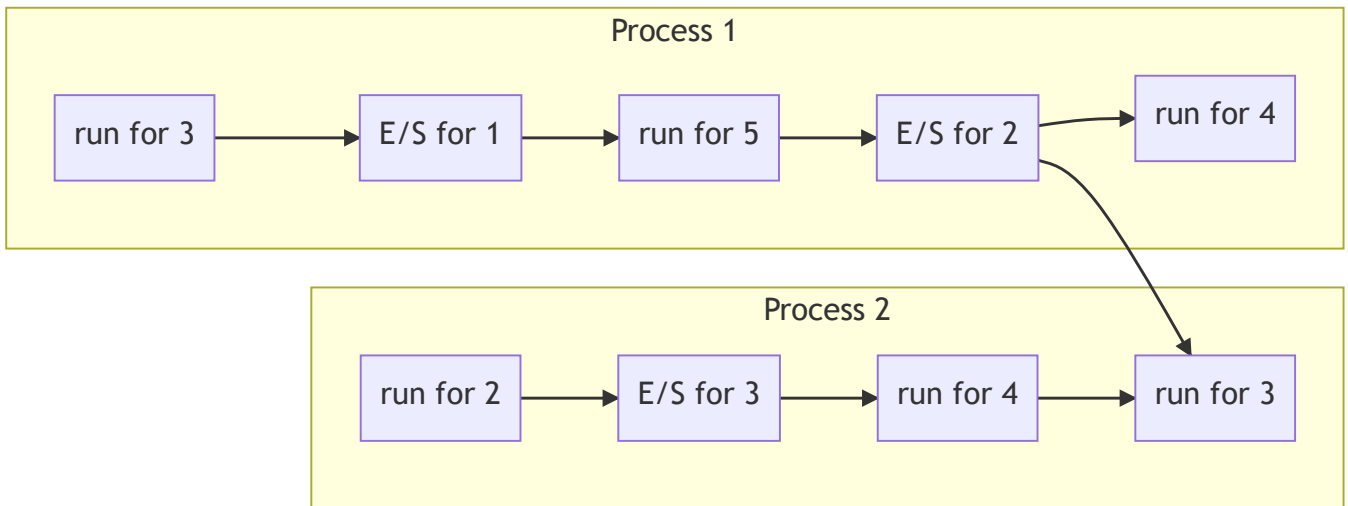 Process 1
run for 3
E/S for 1
run for 5
E/S for 2
run for 4
Process 2
run for 2
E/S for 3
run for 4
run for 3